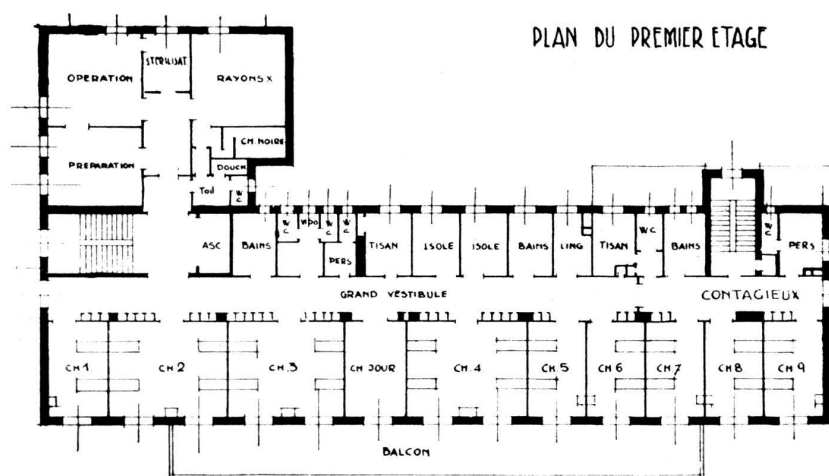 PLAN DU PREMIER ETAGE
OPERATION
STERILISAT
RAYONS X
CH. NOIRE
PREPARATION
DOUCH
Toil
W.C
ASC
BAINS
W.C
W.C
W.C
PERS
TISAN
ISOLE
ISOLE
BAINS
LING
TISAN
W.C.
BAINS
W.C
PERS
GRAND VESTIBULE
CONTAGIEUX
CH 1
CH 2
CH. 3
CH JOUR
CH. 4
CH. 5
CH 6
CH 7
CH 8
CH 9
BALCON